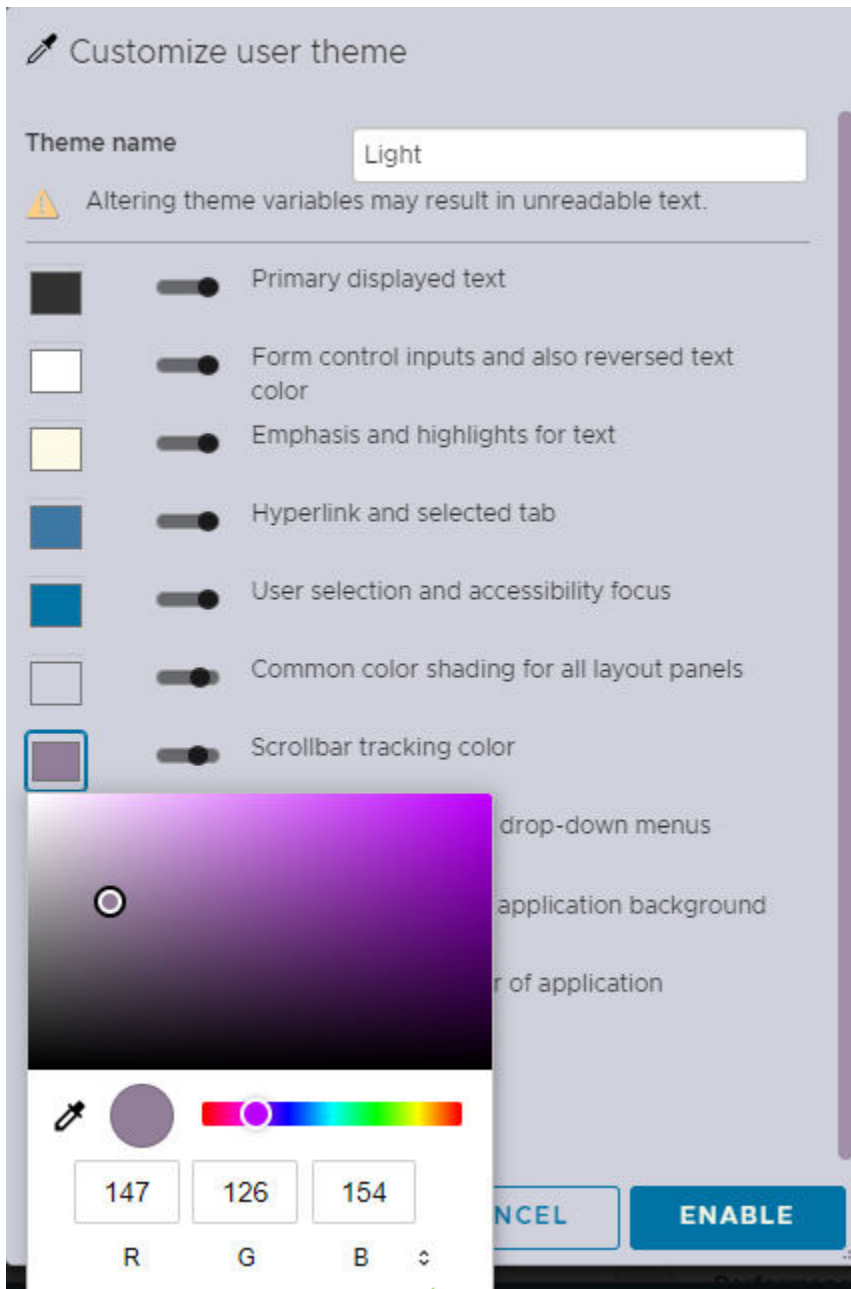 Customize user theme
Theme name
Light
Altering theme variables may result in unreadable text.
Primary displayed text
Form control inputs and also reversed text
color
Emphasis and highlights for text
Hyperlink and selected tab
User selection and accessibility focus
Common color shading for all layout panels
Scrollbar tracking color
drop-down menus
application background
r of application
147 126 154
R G B
NCEL
ENABLE